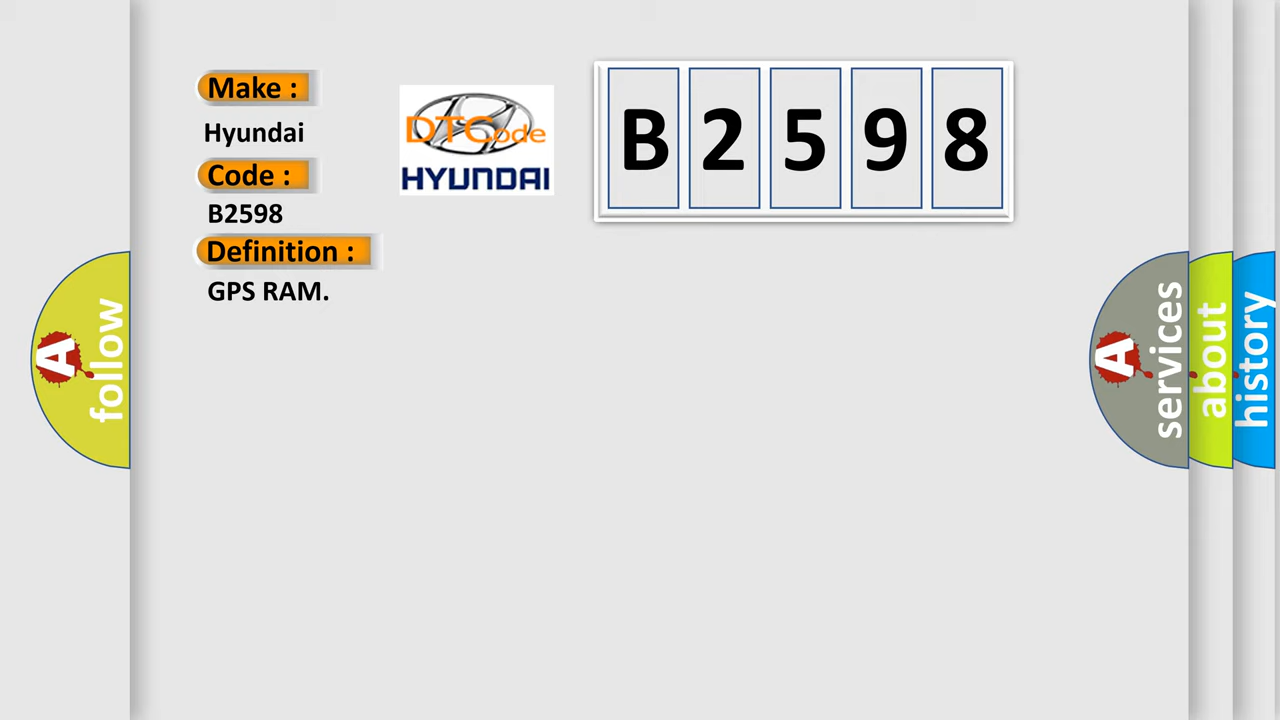 Make :
Hyundai
Code :
B2598
Definition :
GPS RAM.
DTCode
HYUNDAI
B 2 5 9 8
A
follow
A
services
about
history